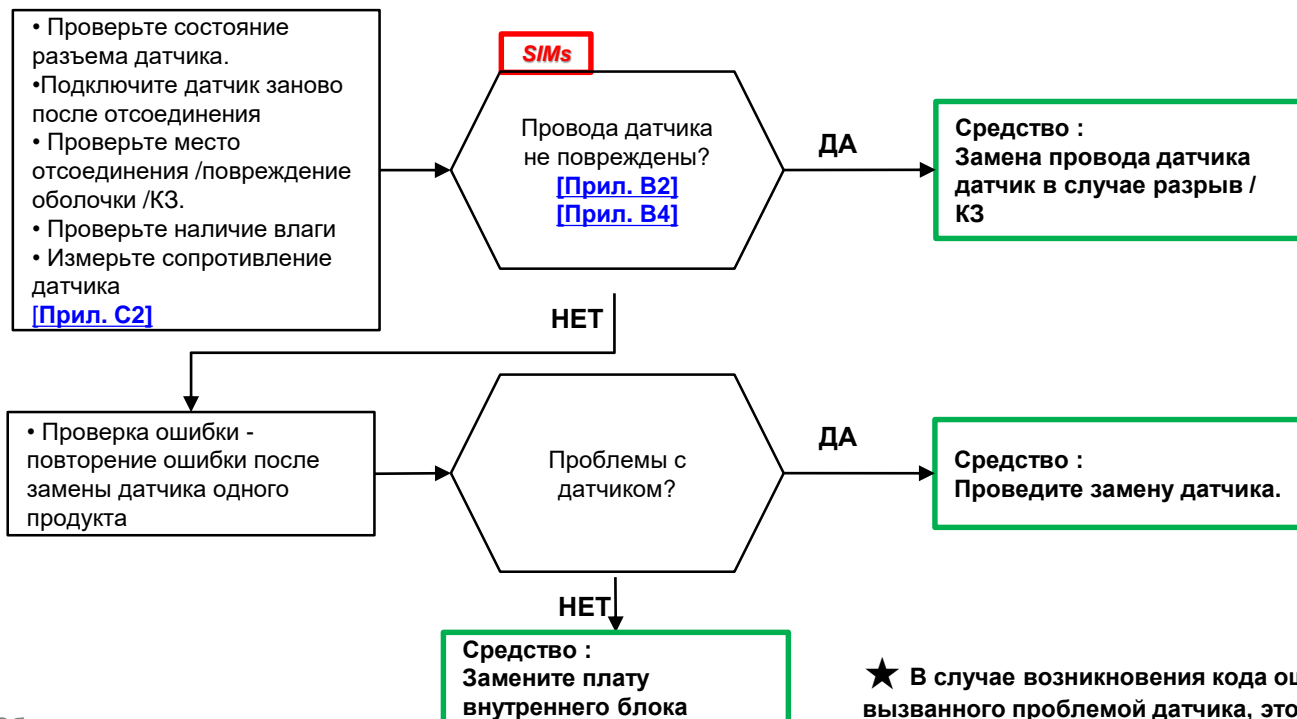 • Проверьте состояние
разъема датчика.
•Подключите датчик заново
после отсоединения
• Проверьте место
отсоединения /повреждение
оболочки /КЗ.
• Проверьте наличие влаги
• Измерьте сопротивление
датчика
[Прил. C2]
SIMs
Провода датчика
не повреждены?
[Прил. B2]
[Прил. B4]
ДА
Средство :
Замена провода датчика
датчик в случае разрыв /
КЗ
НЕТ
• Проверка ошибки -
повторение ошибки после
замены датчика одного
продукта
Проблемы с
датчиком?
ДА
Средство :
Проведите замену датчика.
НЕТ
Средство :
Замените плату
внутреннего блока
★ В случае возникновения кода
вызванного проблемой датчика, это